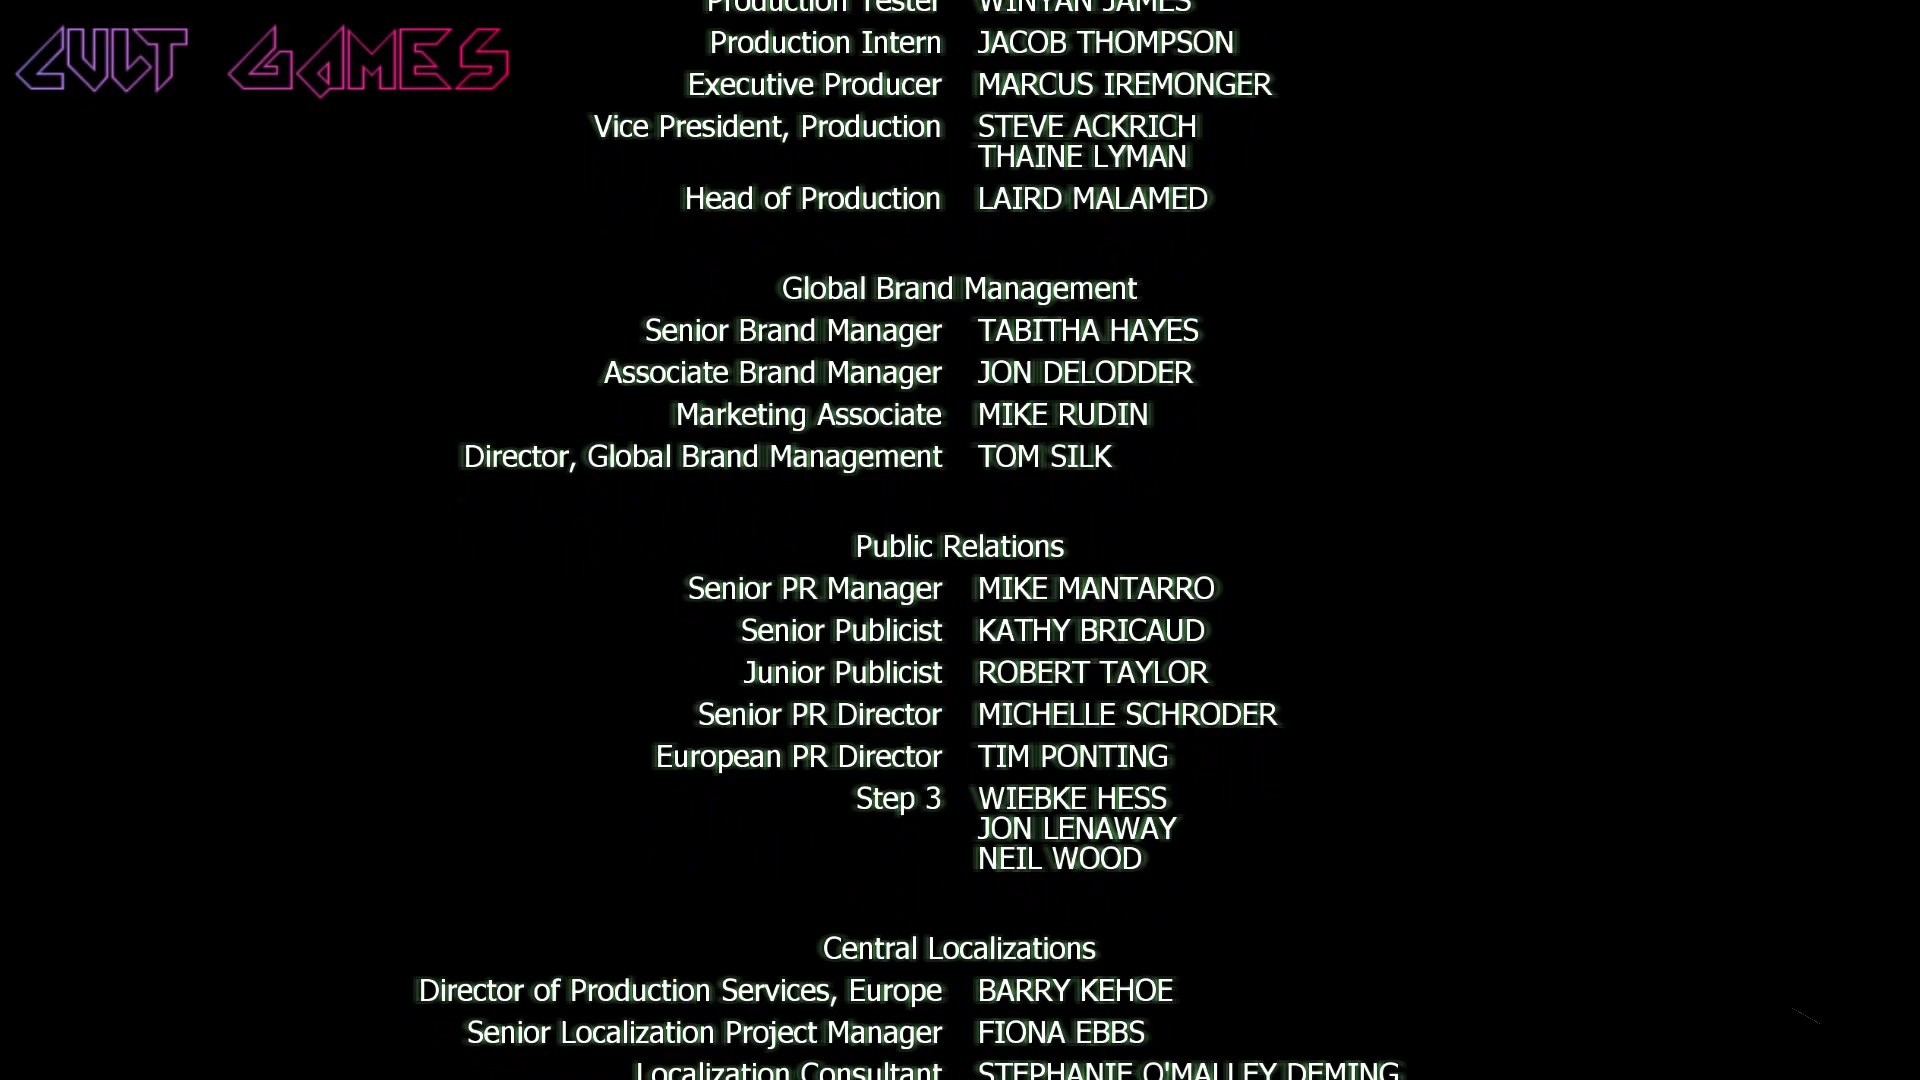 CULT GAMES
Production Tester WINYAN JAMES
Production Intern JACOB THOMPSON
Executive Producer MARCUS IREMONGER
Vice President, Production STEVE ACKRICH
THAINE LYMAN
Head of Production LAIRD MALAMED
Global Brand Management
Senior Brand Manager TABITHA HAYES
Associate Brand Manager JON DELODDER
Marketing Associate MIKE RUDIN
Director, Global Brand Management TOM SILK
Public Relations
Senior PR Manager MIKE MANTARRO
Senior Publicist KATHY BRICAUD
Junior Publicist ROBERT TAYLOR
Senior PR Director MICHELLE SCHRODER
European PR Director TIM PONTING
Step 3 WIEBKE HESS
JON LENAWAY
NEIL WOOD
Central Localizations
Director of Production Services, Europe BARRY KEHOE
Senior Localization Project Manager FIONA EBBS
Localization Consultant STEPHANIE O'MALLEY DEMING